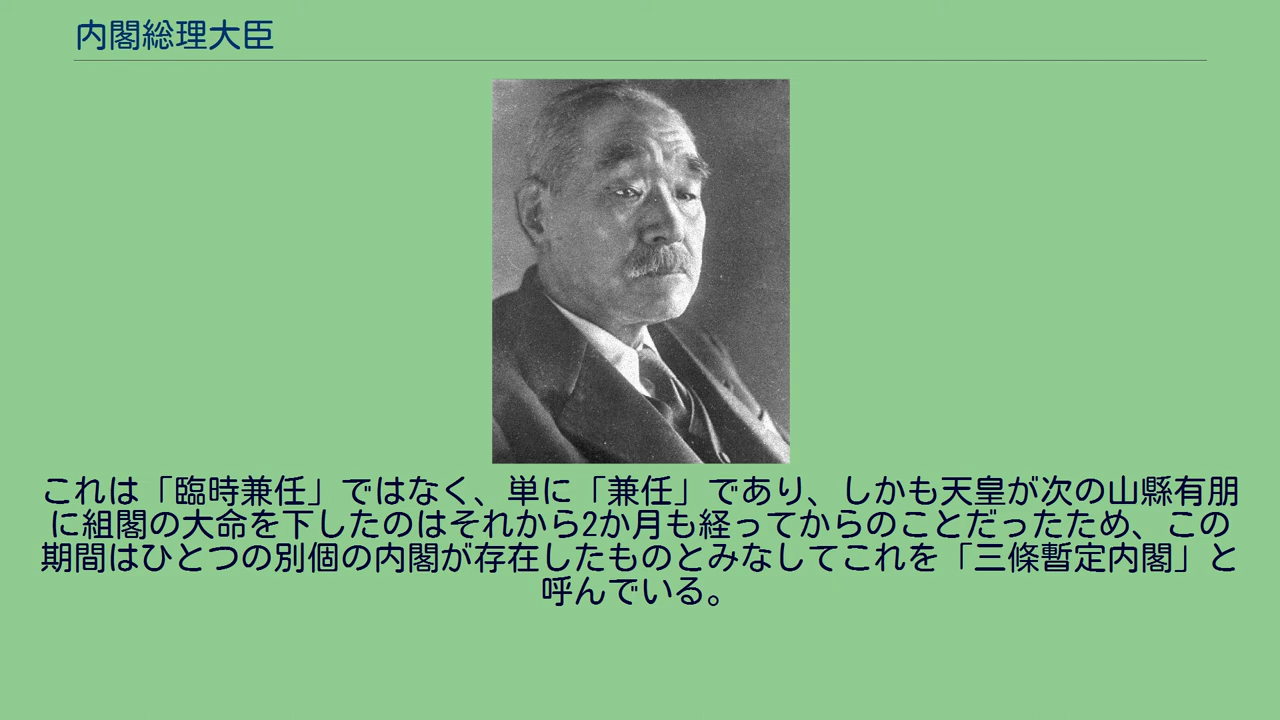 内閣総理大臣
これは「臨時兼任」ではなく、単に「兼任」であり、しかも天皇が次の山縣有朋
に組閣の大命を下したのはそれから2か月も経ってからのことだったため、この
期間はひとつの別個の内閣が存在したものとみなしてこれを「三條暫定内閣」と
呼んでいる。